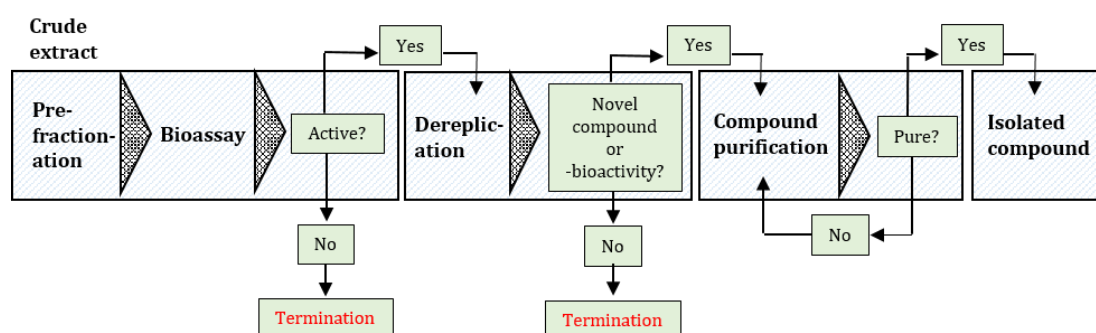 Crude
extract
Pre-
fraction-
ation
Bioassay
Active?
Yes
No
Termination
Dereplic-
ation
Novel
compound
or
-bioactivity?
Yes
No
Termination
Compound
purification
Pure?
Yes
No
Isolated
compound